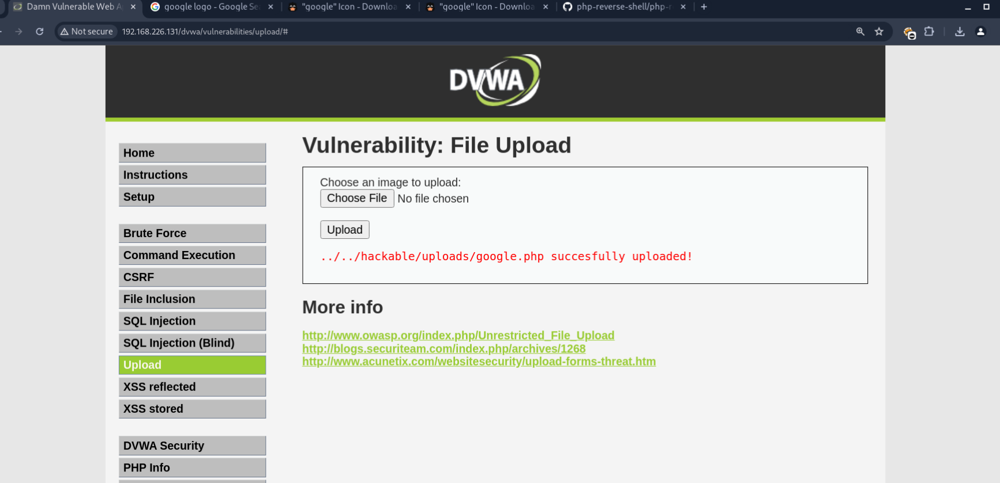 Damn Vulnerable Web A
google logo - Google Se
"google" Icon - Downloa
"google" Icon - Downloa
php-reverse-shell/php-r
Not secure
192.168.226.131/dvwa/vulnerabilities/upload/#
DVWA
Home
Instructions
Setup
Brute Force
Command Execution
CSRF
File Inclusion
SQL Injection
SQL Injection (Blind)
Upload
XSS reflected
XSS stored
DVWA Security
PHP Info
Vulnerability: File Upload
Choose an image to upload:
Choose File No file chosen
Upload
../../hackable/uploads/google.php succesfully uploaded!
More info
http://www.owasp.org/index.php/Unrestricted_File_Upload
http://blogs.securiteam.com/index.php/archives/1268
http://www.acunetix.com/websitesecurity/upload-forms-threat.htm